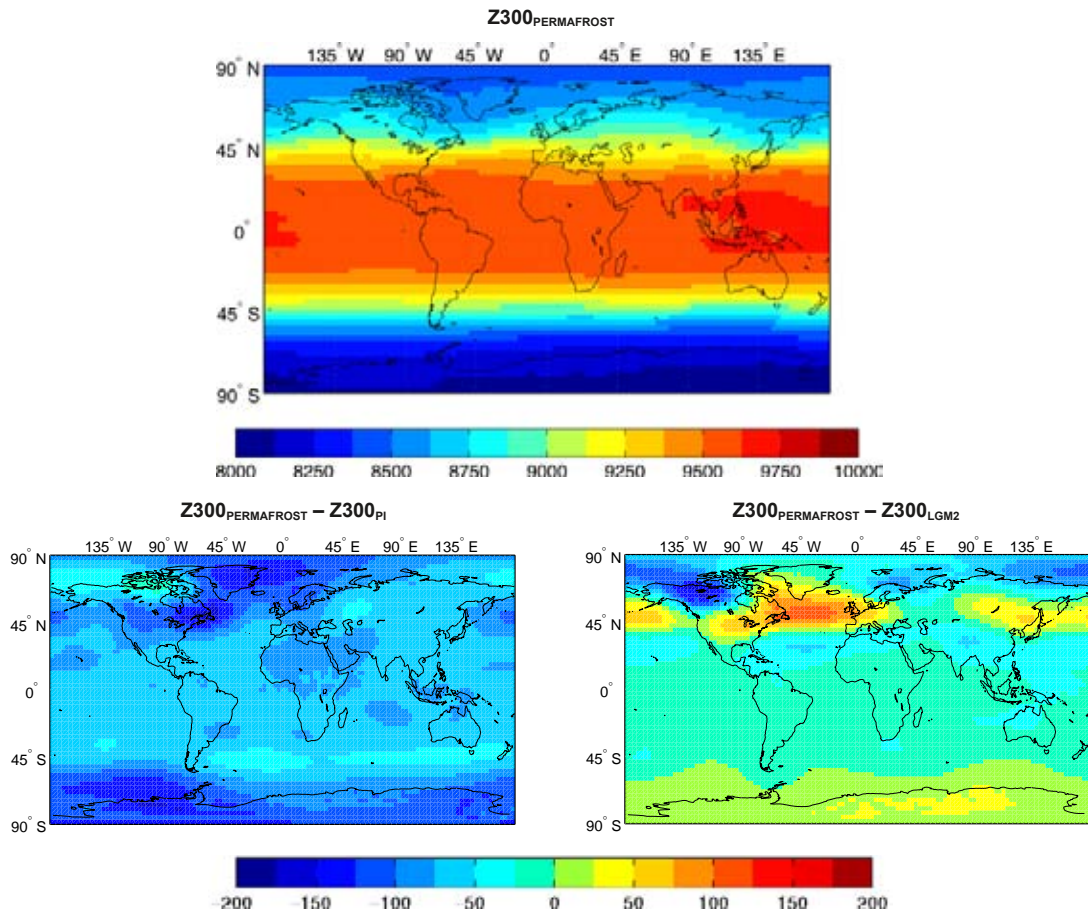 Z300PERMAFROST
135° W 90° W 45° W 0° 45° E 90° E 135° E
90° N
45° N
0°
45° S
90° S
8000 8250 8500 8750 9000 9250 9500 9750 10000
Z300PERMAFROST – Z300PI
135° W 90° W 45° W 0° 45° E 90° E 135° E
90° N
45° N
0°
45° S
90° S
Z300PERMAFROST – Z300LGM2
135° W 90° W 45° W 0° 45° E 90° E 135° E
90° N
45° N
0°
45° S
90° S
-200 -150 -100 -50 0 50 100 150 200